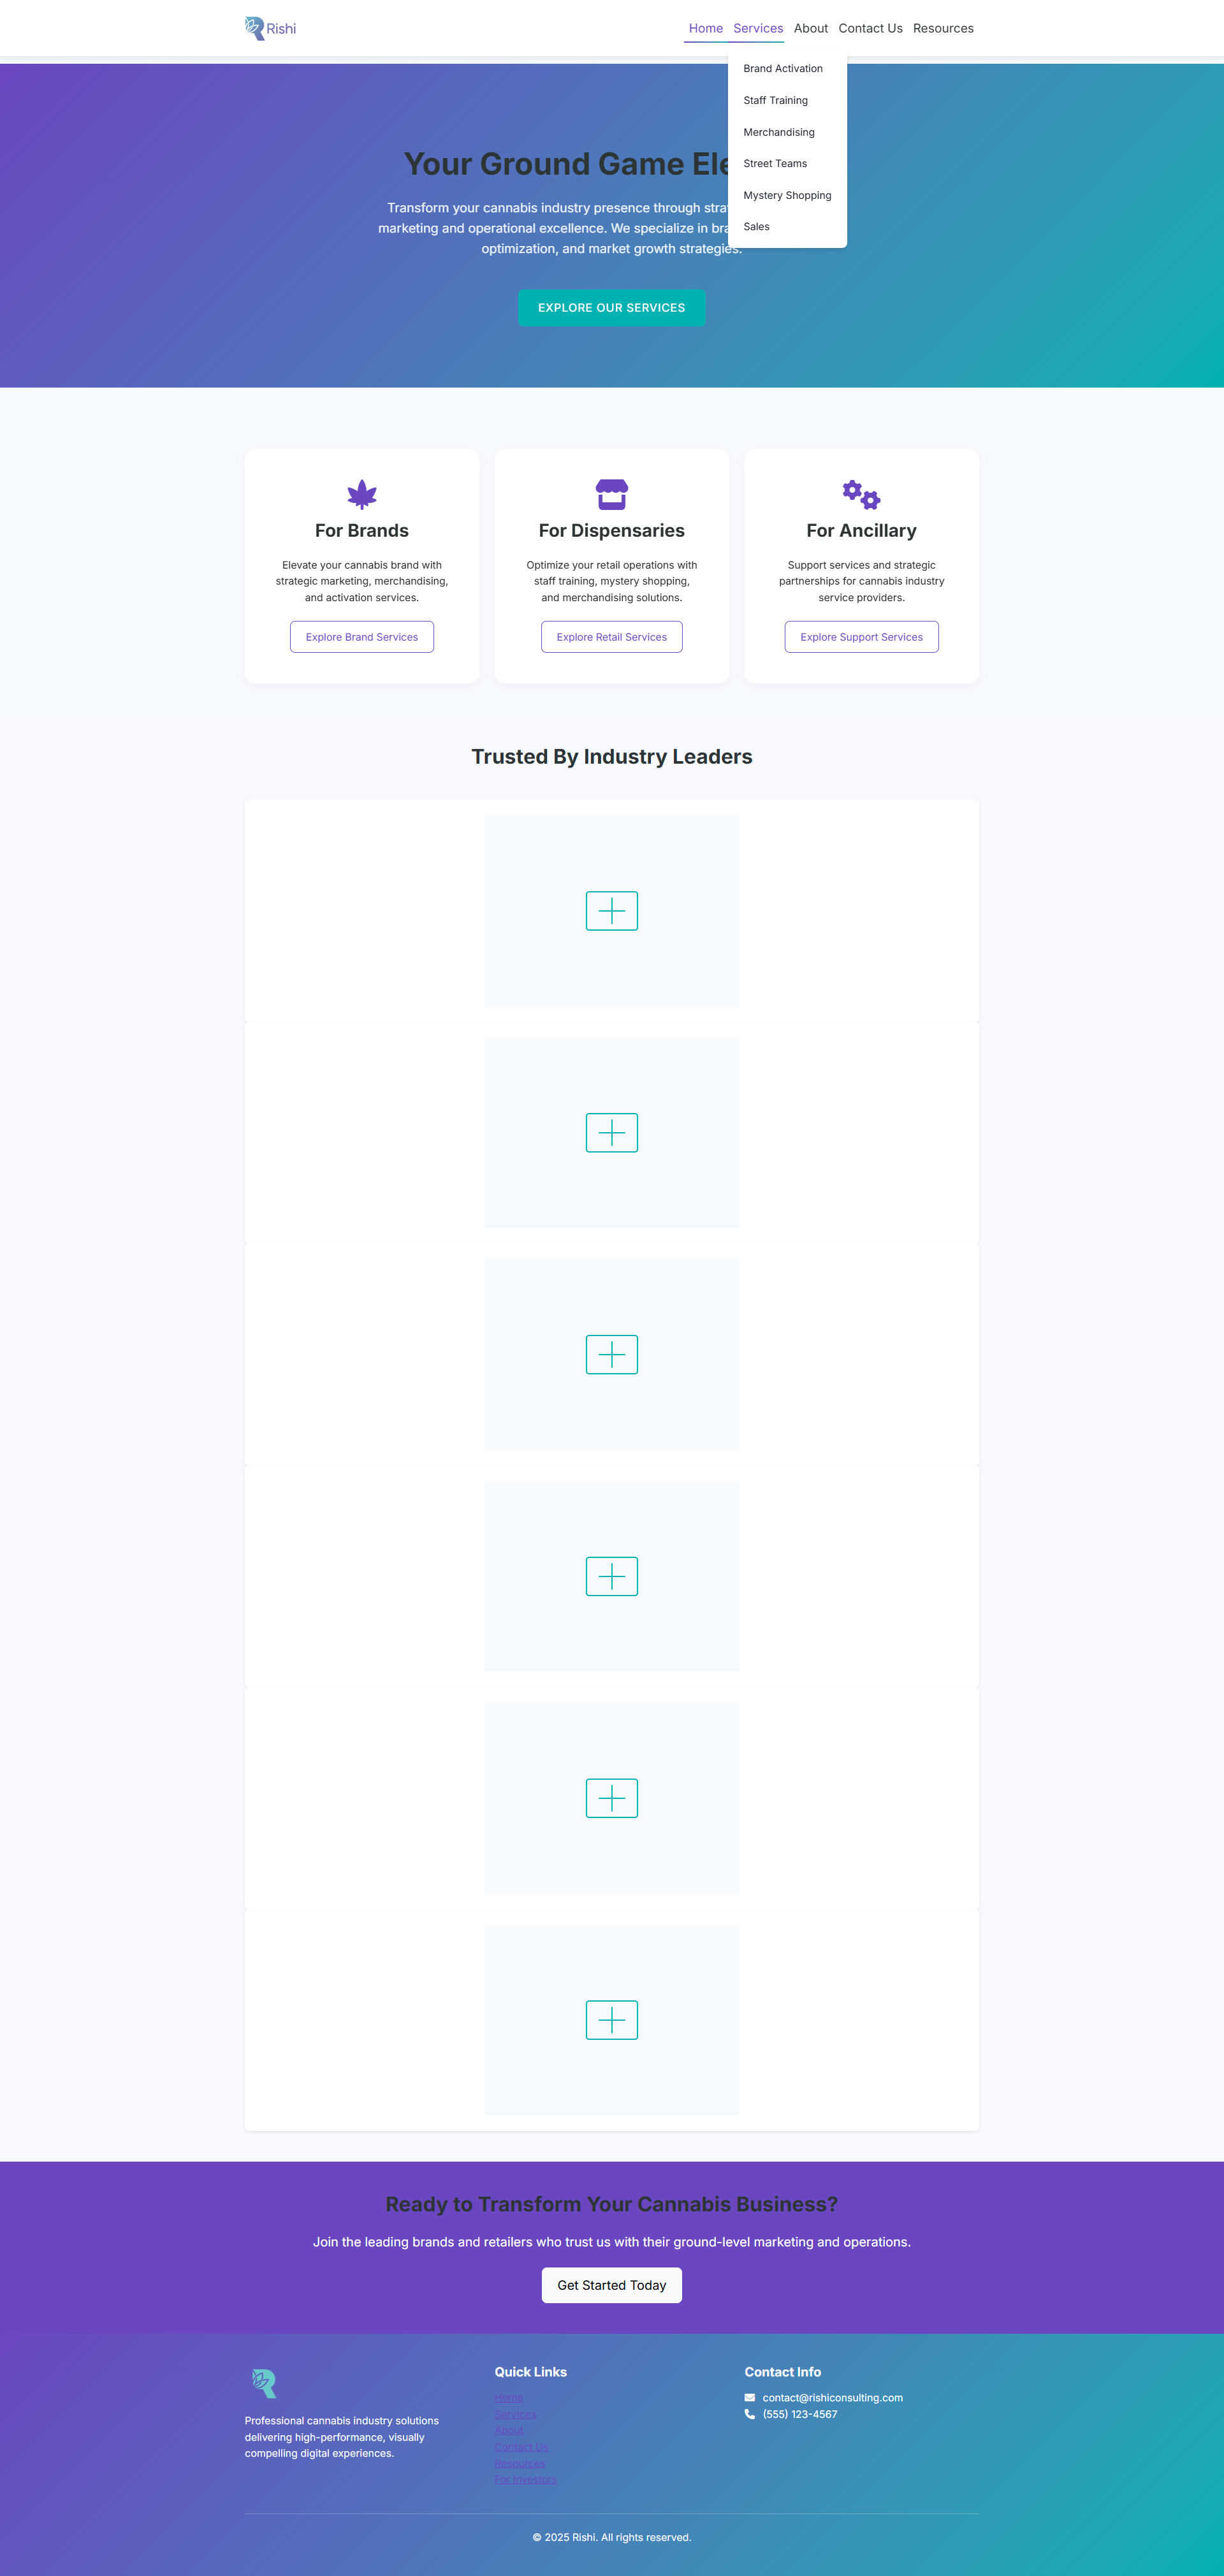 Rishi
Home Services About Contact Us Resources
Brand Activation
Staff Training
Merchandising
Street Teams
Mystery Shopping
Sales
Your Ground Game
Transform your cannabis industry presence through
marketing and operational excellence. We specialize in
optimization, and market growth strategies.
EXPLORE OUR SERVICES
For Brands
Elevate your cannabis brand with
strategic marketing, merchandising,
and activation services.
Explore Brand Services
For Dispensaries
Optimize your retail operations with
staff training, mystery shopping,
and merchandising solutions.
Explore Retail Services
For Ancillary
Support services and strategic
partnerships for cannabis industry
service providers.
Explore Support Services
Trusted By Industry Leaders
Ready to Transform Your Cannabis Business?
Join the leading brands and retailers who trust us with their ground-level marketing and operations.
Get Started Today
Professional cannabis industry solutions
delivering high-performance, visually
compelling digital experiences.
Quick Links
Home
Services
About
Contact Us
Resources
For Investors
Contact Info
contact@rishiconsulting.com
(555) 123-4567
© 2025 Rishi. All rights reserved.